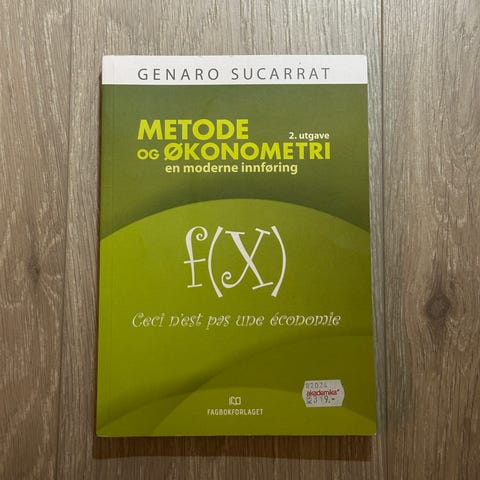 GENARO SUCARRAT
METODE
2. utgave
OG ØKONOMETRI
en moderne innføring
f(X)
Ceci n'est pas une économie
FAGBOKFORLAGET
akademika